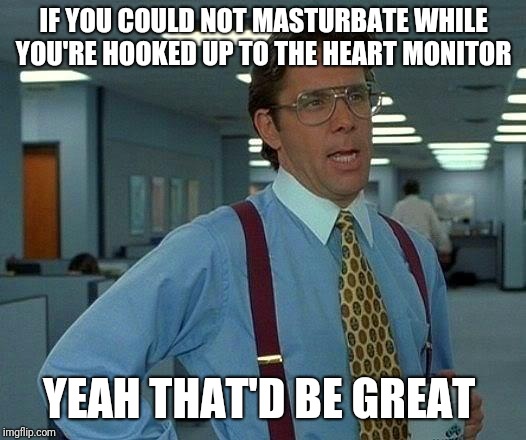 IF YOU COULD NOT MASTURBATE WHILE
YOU'RE HOOKED UP TO THE HEART MONITOR
YEAH THAT'D BE GREAT
imgflip.com